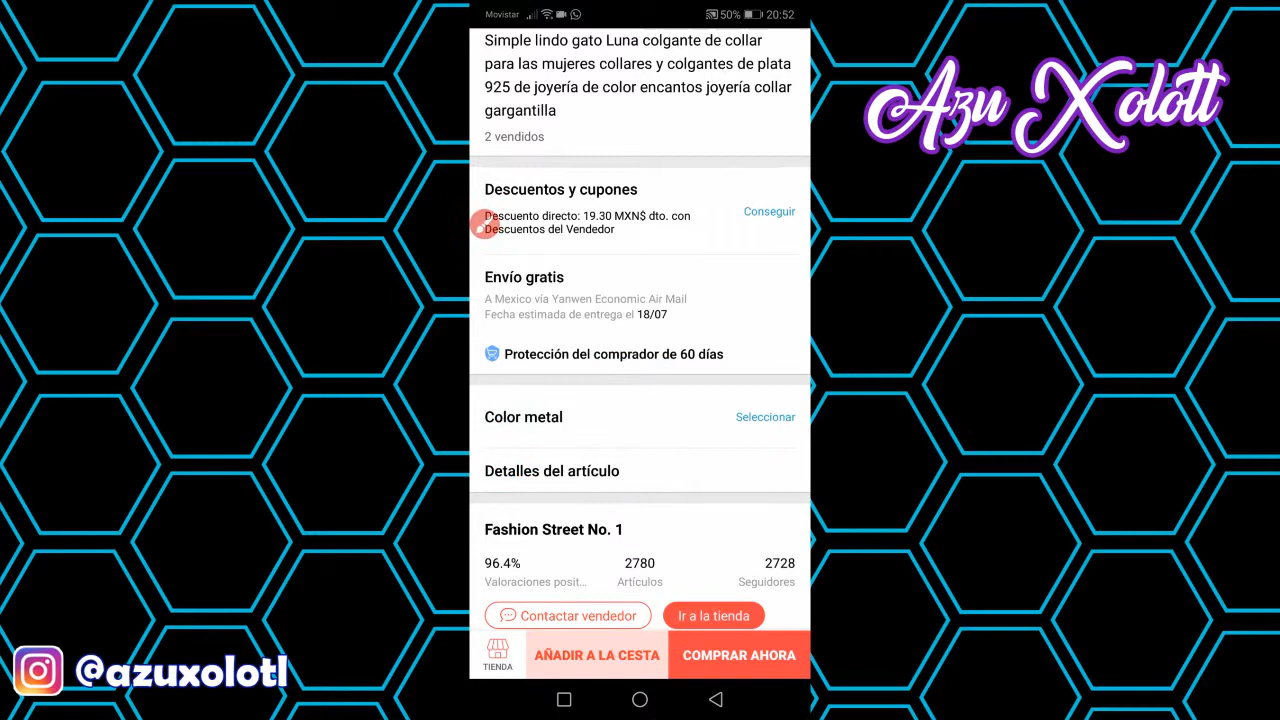 Movistar
50%
20:52
Simple lindo gato Luna colgante de collar
para las mujeres collares y colgantes de plata
925 de joyería de color encantos joyería collar
gargantilla
2 vendidos
Descuentos y cupones
Descuento directo: 19.30 MXN$ dto. con
Descuentos del Vendedor
Conseguir
Envío gratis
A Mexico vía Yanwen Economic Air Mail
Fecha estimada de entrega el 18/07
Protección del comprador de 60 días
Color metal
Seleccionar
Detalles del artículo
Fashion Street No. 1
96.4%
2780
2728
Valoraciones posit...
Artículos
Seguidores
Contactar vendedor
Ir a la tienda
TIENDA
AÑADIR A LA CESTA
COMPRAR AHORA
Azu Xolotl
@azuxolotl